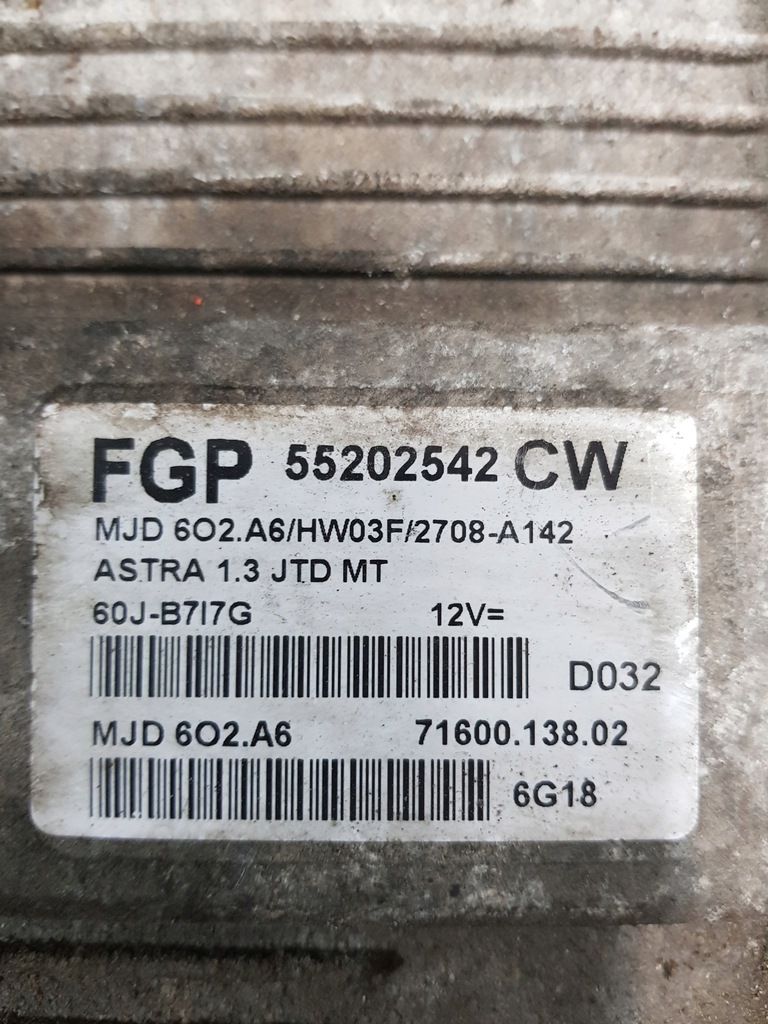 FGP 55202542 CW
MJD 6O2.A6/HW03F/2708-A142
ASTRA 1.3 JTD MT
60J-B7I7G 12V=
D032
MJD 6O2.A6 71600.138.02
6G18